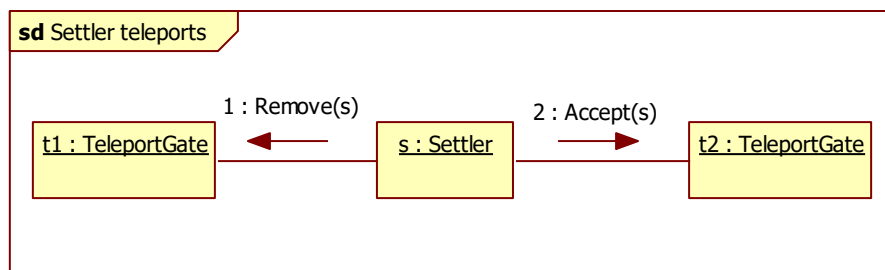 sd Settler teleports
1 : Remove(s)
2 : Accept(s)
t1 : TeleportGate
s : Settler
t2 : TeleportGate